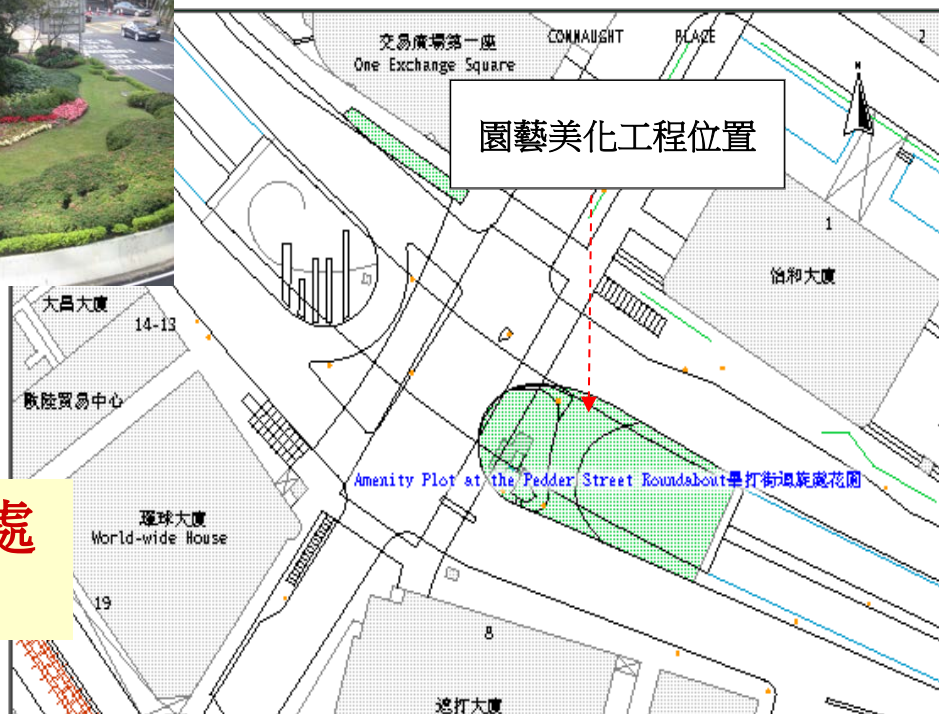 交易廣場第一座
One Exchange Square
CONNAUGHT PLACE
2
園藝美化工程位置
N
1
怡和大廈
大昌大廈
14-13
歐陸貿易中心
Amenity Plot at the Pedder Street Roundabout畢打街迴旋處花圃
處
環球大廈
World-wide House
19
8
遮打大廈